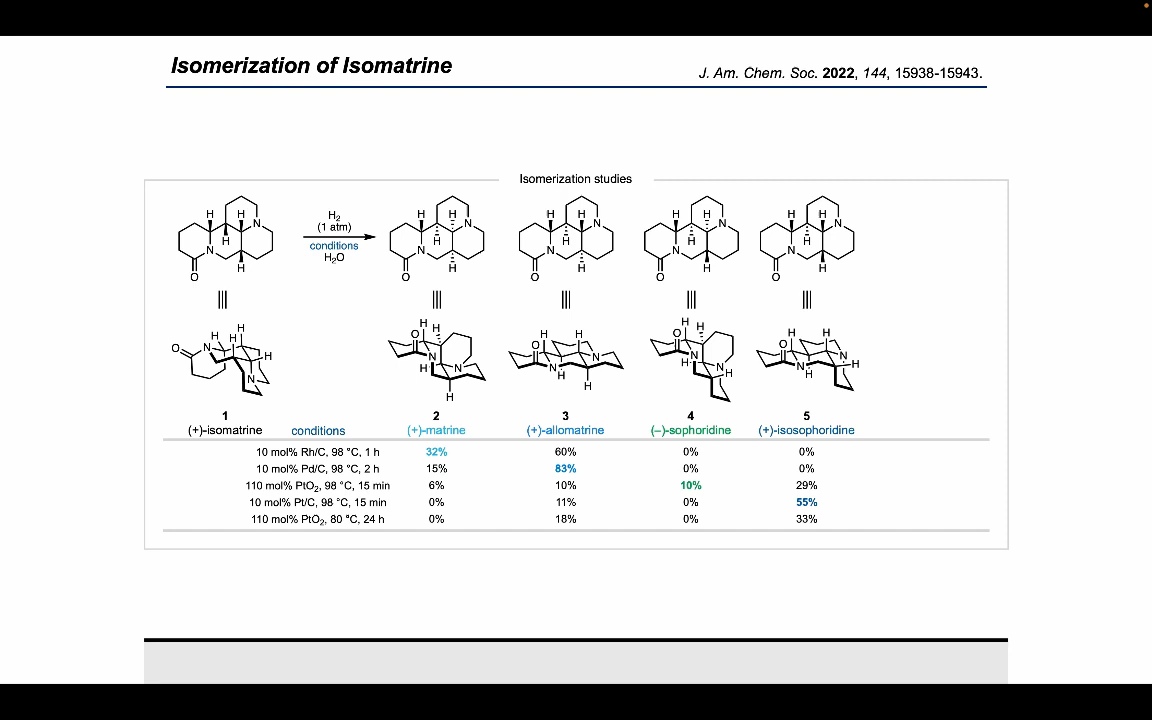 Isomerization of Isomatrine
J. Am. Chem. Soc. 2022, 144, 15938-15943.
Isomerization studies
H H N H N H O
H₂
(1 atm)
conditions
H₂O
H H N H N H O
H H N H N H O
H H N H N H O
H H N H N H O
O N H H H H N
H H O N H N H
H H O N H N H
H H O N H N H
H H O N H N H
1 2 3 4 5
(+)-isomatrine conditions (+)-matrine (+)-allomatrine (–)-sophoridine (+)-isosophoridine
10 mol% Rh/C, 98 °C, 1 h 32% 60% 0% 0%
10 mol% Pd/C, 98 °C, 2 h 15% 83% 0% 0%
110 mol% PtO₂, 98 °C, 15 min 6% 10% 10% 29%
10 mol% Pt/C, 98 °C, 15 min 0% 11% 0% 55%
110 mol% PtO₂, 80 °C, 24 h 0% 18% 0% 33%